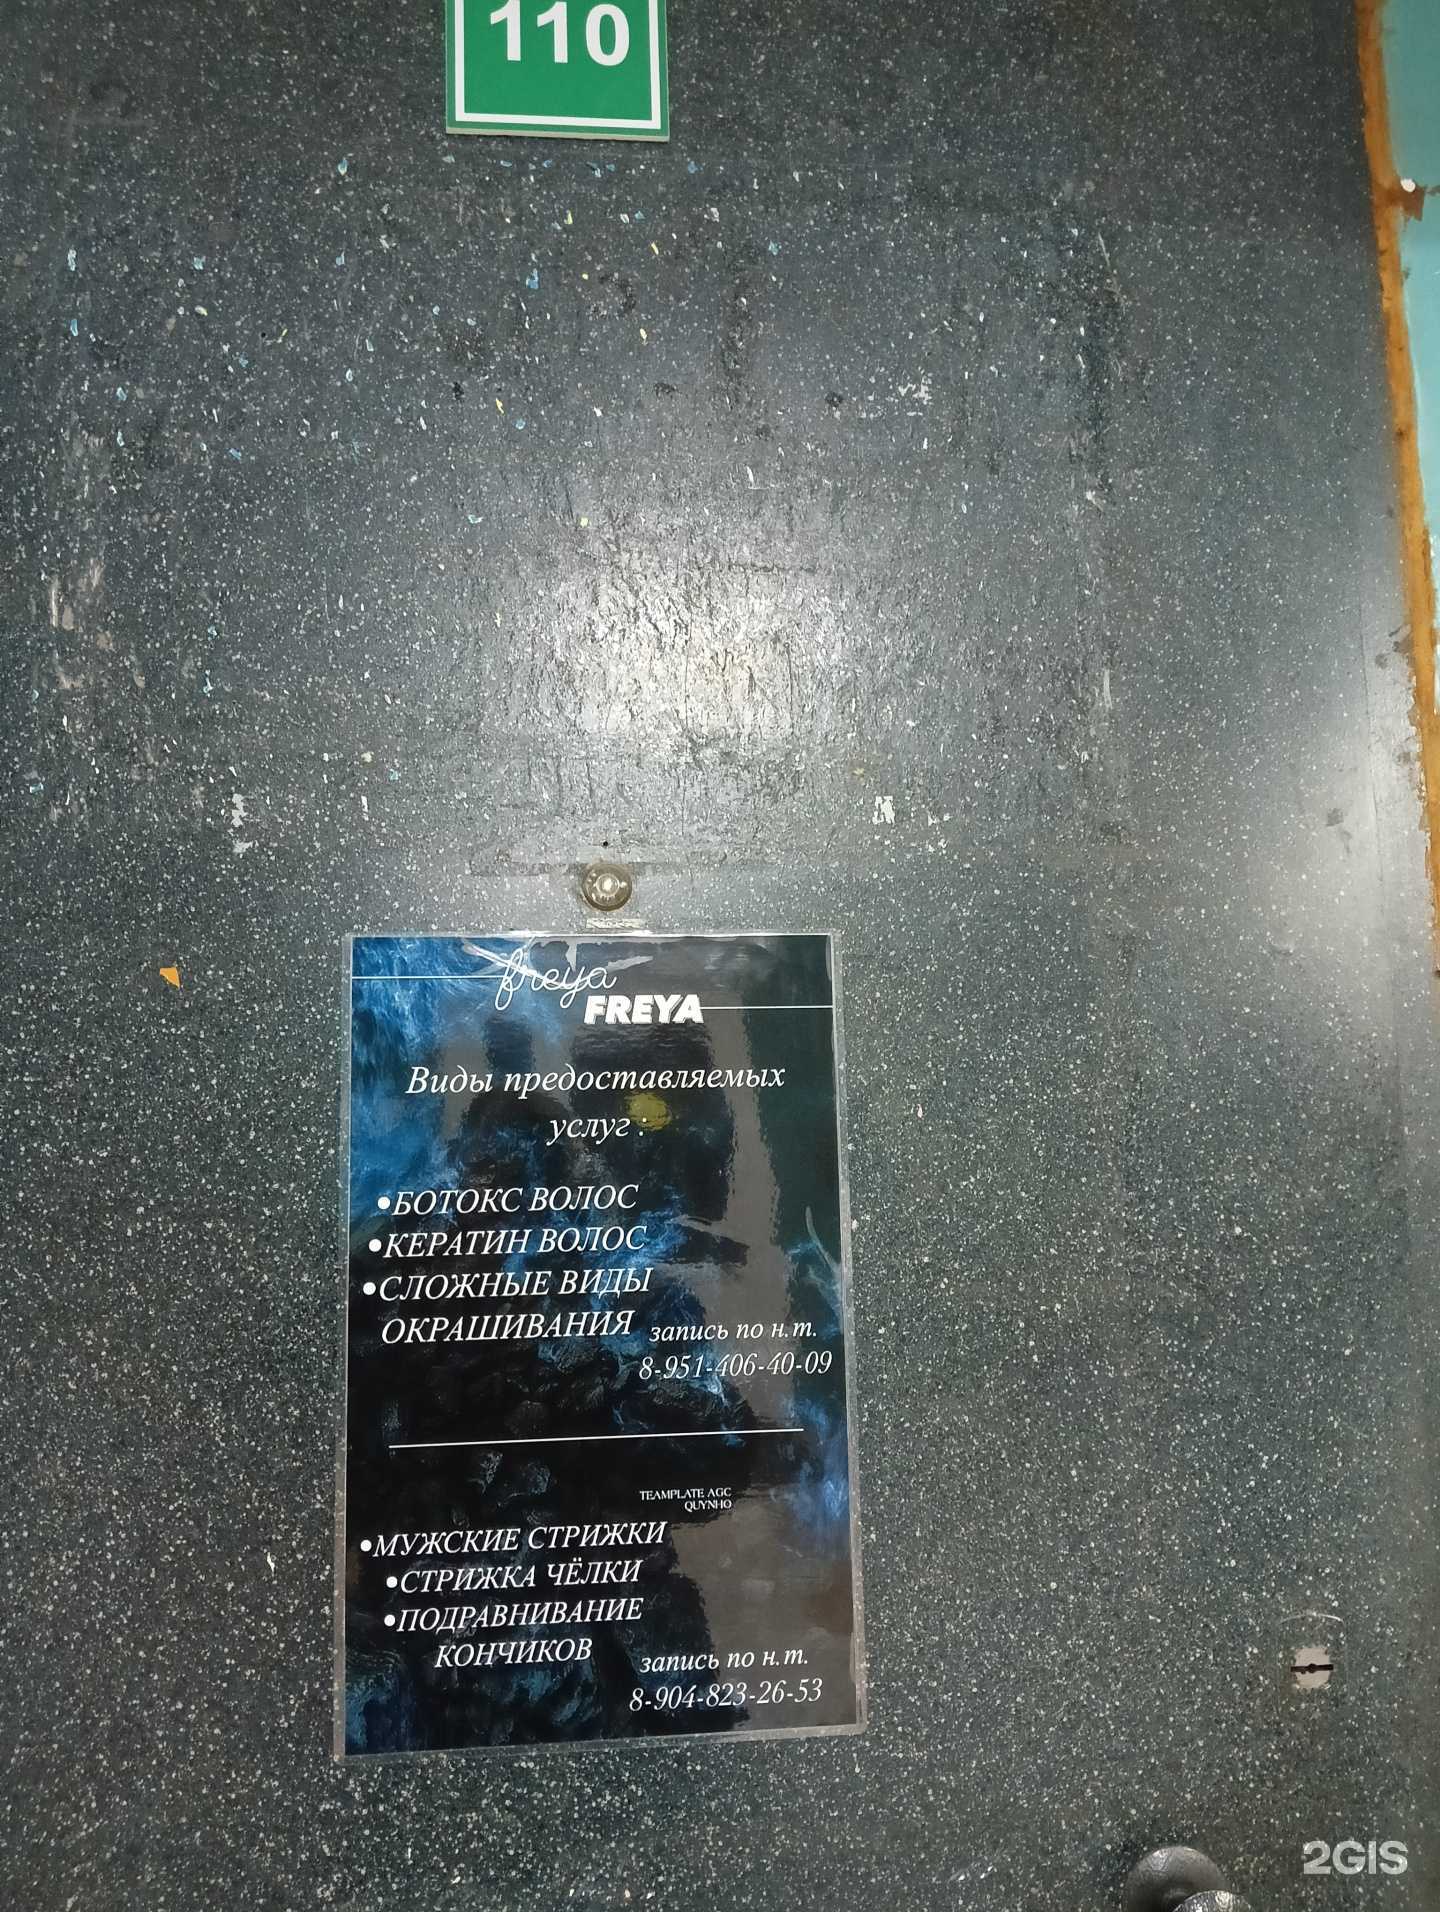 110
freya
FREYA
Виды предоставляемых
услуг :
•БОТОКС ВОЛОС
•КЕРАТИН ВОЛОС
•СЛОЖНЫЕ ВИДЫ
ОКРАШИВАНИЯ
запись по н.т.
8-951-406-40-09
TEAMPLATE AGC
QUYNHO
•МУЖСКИЕ СТРИЖКИ
•СТРИЖКА ЧЁЛКИ
•ПОДРАВНИВАНИЕ
КОНЧИКОВ
запись по н.т.
8-904-823-26-53
2GIS